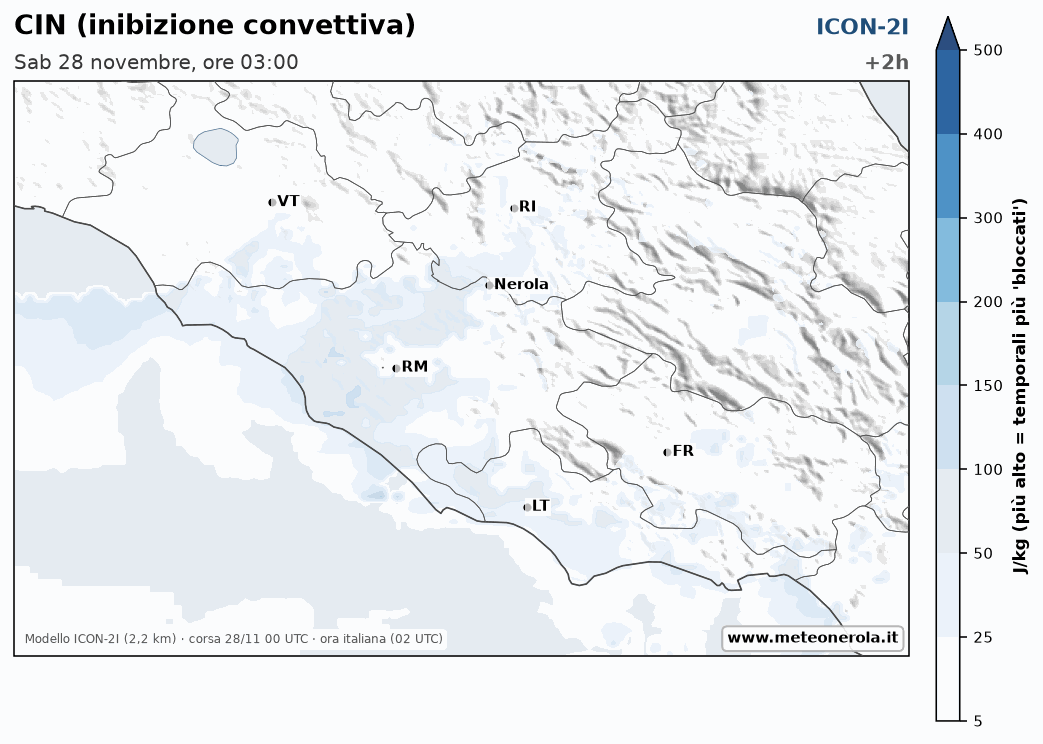 CIN (inibizione convettiva)
ICON-2I
Sab 28 novembre, ore 03:00
+2h
VT
RI
Nerola
RM
FR
LT
Modello ICON-2I (2,2 km) · corsa 28/11 00 UTC · ora italiana (02 UTC)
www.meteonerola.it
500
400
300
200
150
100
50
25
5
J/kg (più alto = temporali più 'bloccati')